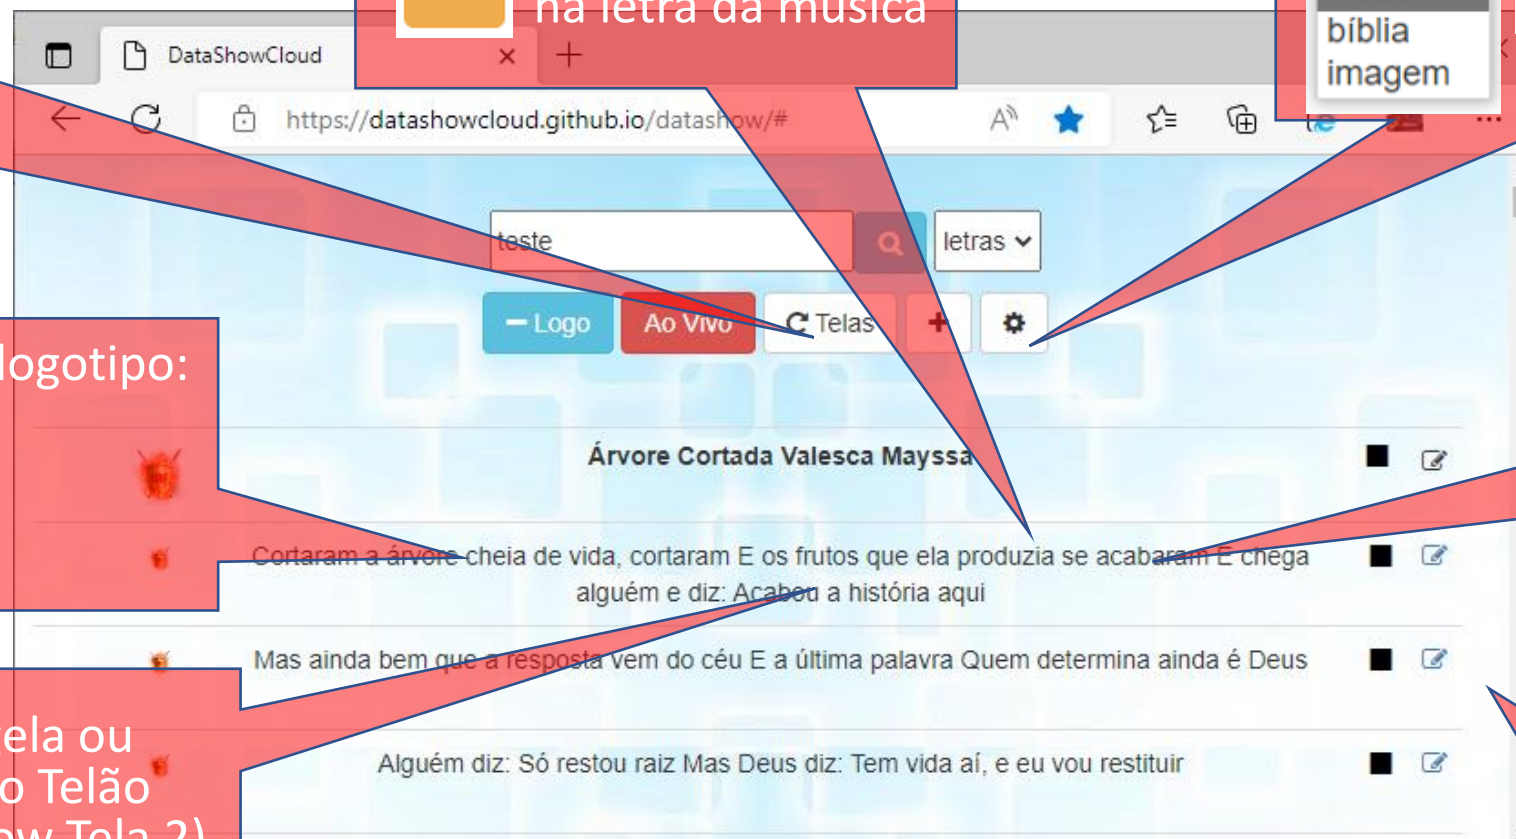 na letra da música
bíblia
imagem
DataShowCloud
https://datashowcloud.github.io/datashow/#
teste
letras
Logo
Ao Vivo
Telas
logotipo:
Árvore Cortada Valesca Mayssa
Cortaram a árvore cheia de vida, cortaram E os frutos que ela produzia se acabaram E chega
alguém e diz: Acabou a história aqui
Mas ainda bem que a resposta vem do céu E a última palavra Quem determina ainda é Deus
ou
o Telão
Tela 2)
Alguém diz: Só restou raiz Mas Deus diz: Tem vida aí, e eu vou restituir